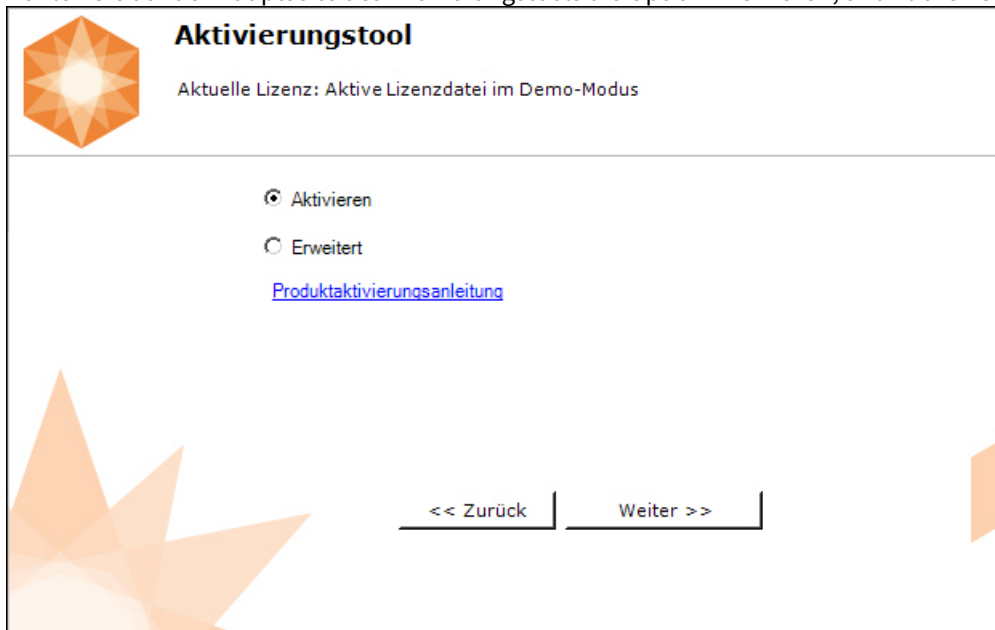 Aktivierungstool
Aktuelle Lizenz: Aktive Lizenzdatei im Demo-Modus
Aktivieren
Erweitert
Produktaktivierungsanleitung
<< Zurück
Weiter >>